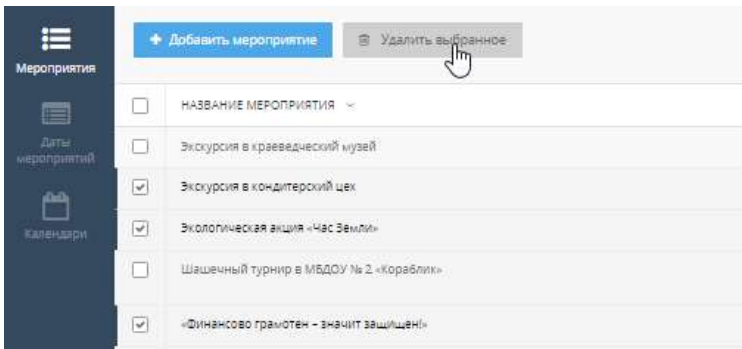 Мероприятия
Даты
мероприятий
Календари
Добавить мероприятие
Удалить выбранное
НАЗВАНИЕ МЕРОПРИЯТИЯ
Экскурсия в краеведческий музей
Экскурсия в кондитерский цех
Экологическая акция «Час Земли»
Шашечный турнир в МБДОУ № 2 «Кораблик»
«Финансово грамотен – значит защищен!»